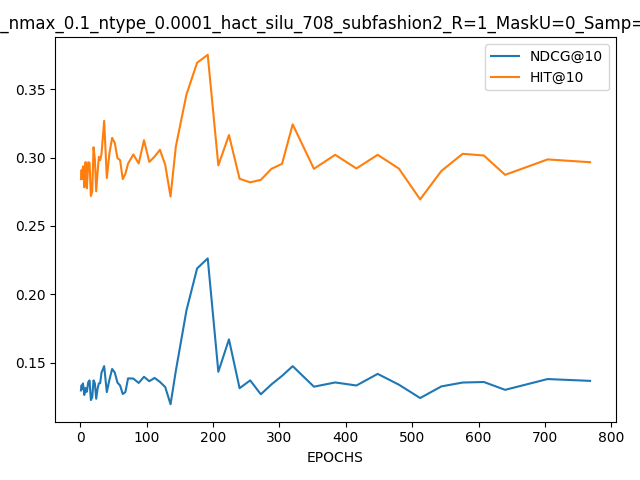 _nmax_0.1_ntype_0.0001_hact_silu_708_subfashion2_R=1_MaskU=0_Samp=
NDCG@10
HIT@10
0.35
0.30
0.25
0.20
0.15
0 100 200 300 400 500 600 700 800
EPOCHS